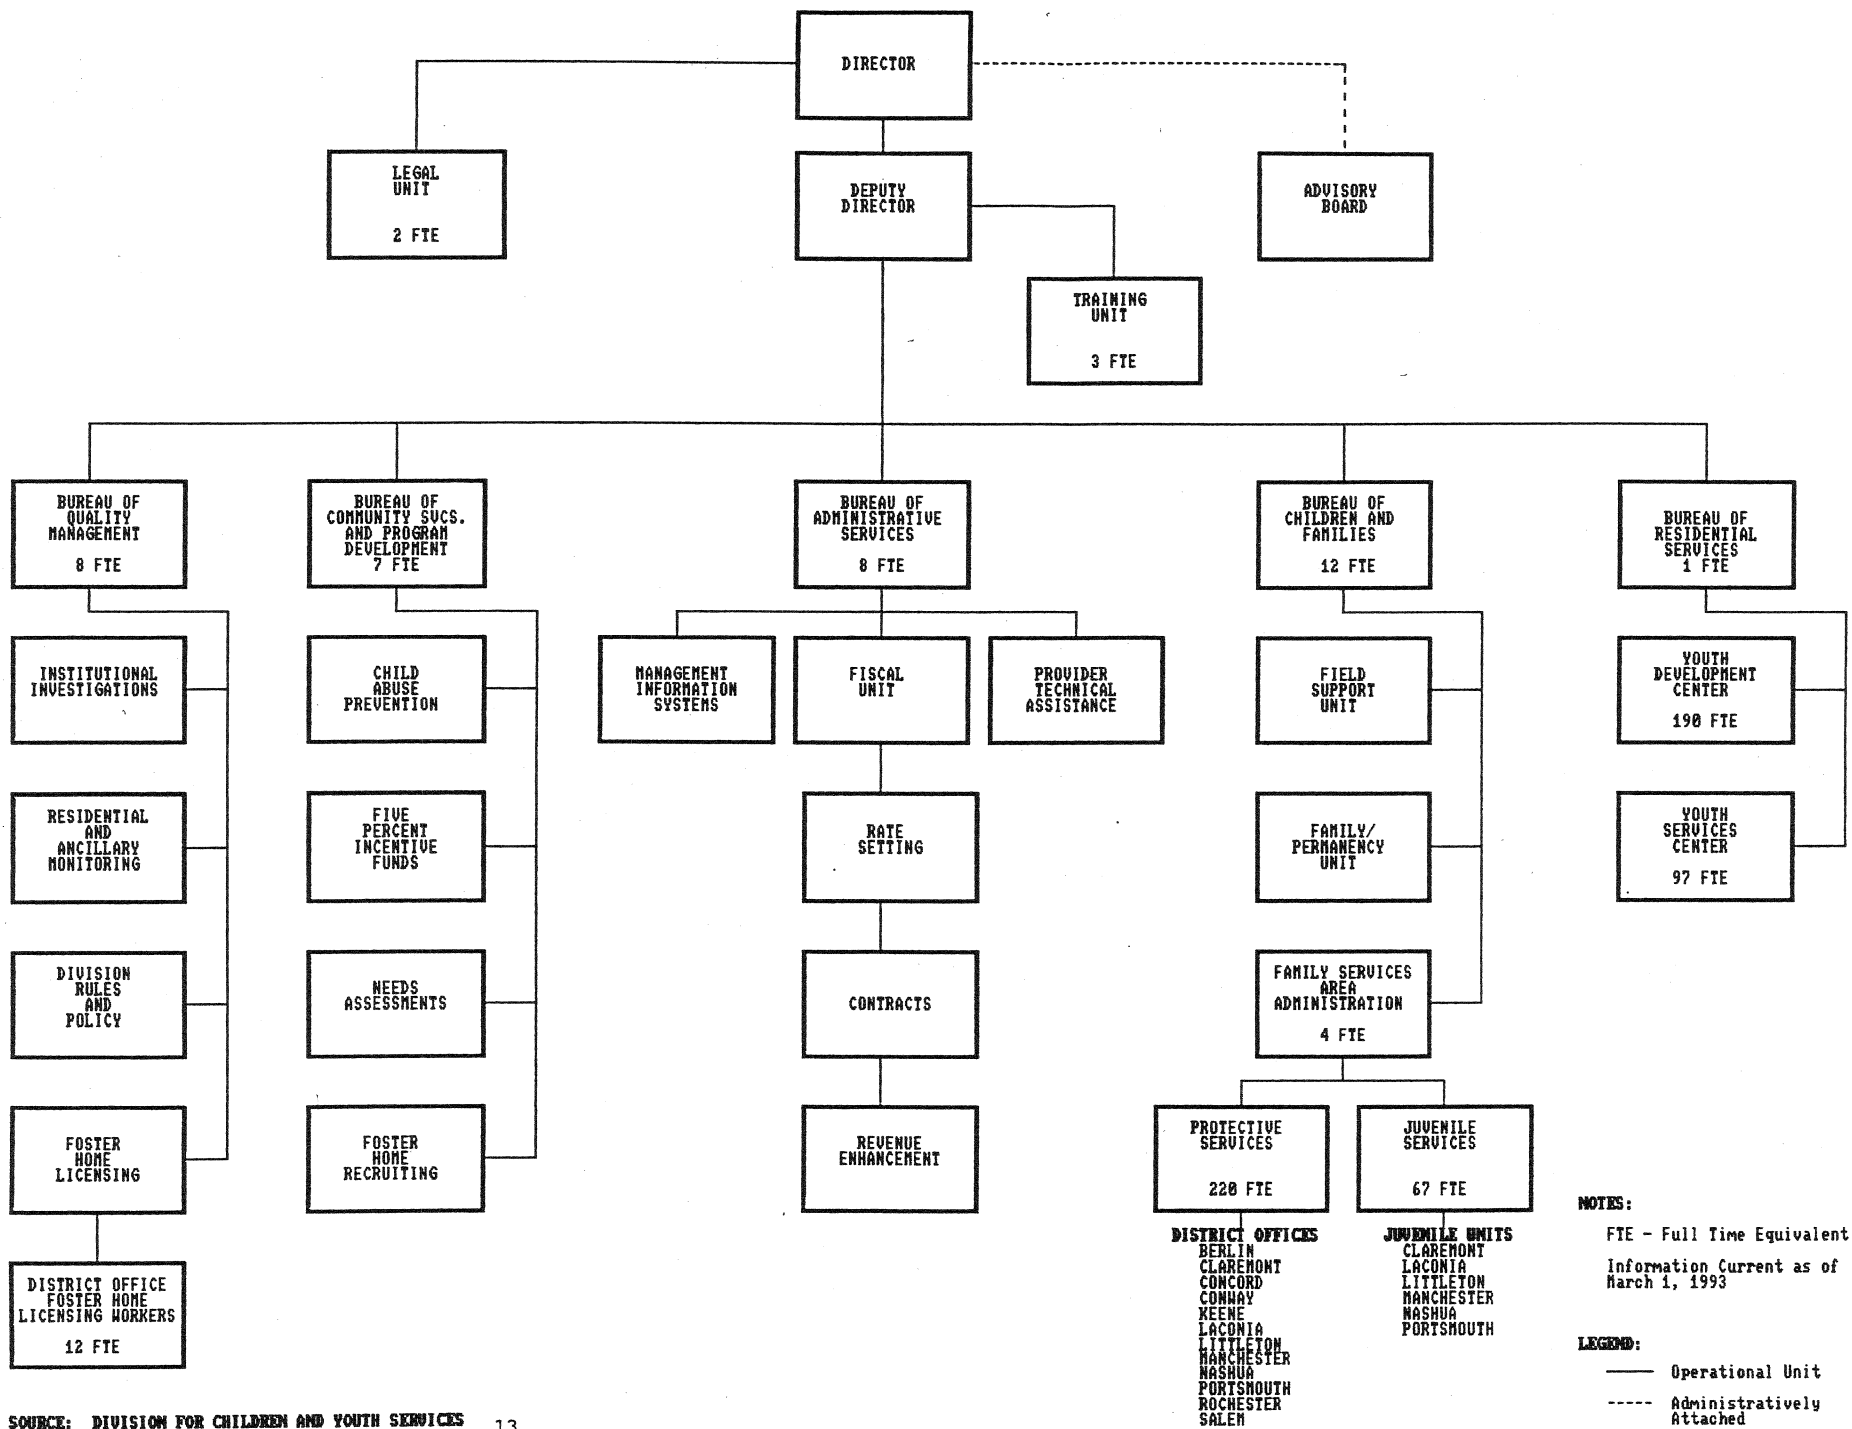 DIRECTOR
LEGAL
UNIT
2 FTE
DEPUTY
DIRECTOR
ADVISORY
BOARD
TRAINING
UNIT
3 FTE
BUREAU OF
QUALITY
MANAGEMENT
8 FTE
BUREAU OF
COMMUNITY SVCS.
AND PROGRAM
DEVELOPMENT
7 FTE
BUREAU OF
ADMINISTRATIVE
SERVICES
8 FTE
BUREAU OF
CHILDREN AND
FAMILIES
12 FTE
BUREAU OF
RESIDENTIAL
SERVICES
1 FTE
INSTITUTIONAL
INVESTIGATIONS
CHILD
ABUSE
PREVENTION
MANAGEMENT
INFORMATION
SYSTEMS
FISCAL
UNIT
PROVIDER
TECHNICAL
ASSISTANCE
FIELD
SUPPORT
UNIT
YOUTH
DEVELOPMENT
CENTER
190 FTE
RESIDENTIAL
AND
ANCILLARY
MONITORING
FIVE
PERCENT
INCENTIVE
FUNDS
RATE
SETTING
FAMILY/
PERMANENCY
UNIT
YOUTH
SERVICES
CENTER
97 FTE
DIVISION
RULES
AND
POLICY
NEEDS
ASSESSMENTS
CONTRACTS
FAMILY SERVICES
AREA
ADMINISTRATION
4 FTE
FOSTER
HOME
LICENSING
FOSTER
HOME
RECRUITING
REVENUE
ENHANCEMENT
PROTECTIVE
SERVICES
220 FTE
JUVENILE
SERVICES
67 FTE
DISTRICT OFFICE
FOSTER HOME
LICENSING WORKERS
12 FTE
DISTRICT OFFICES
BERLIN
CLAREMONT
CONCORD
CONWAY
KEENE
LACONIA
LITTLETON
MANCHESTER
NASHUA
PORTSMOUTH
ROCHESTER
SALEM
JUVENILE UNITS
CLAREMONT
LACONIA
LITTLETON
MANCHESTER
NASHUA
PORTSMOUTH
NOTES:
FTE - Full Time Equivalent
Information Current as of
March 1, 1993
LEGEND:
Operational Unit
Administratively
Attached
SOURCE: DIVISION FOR CHILDREN AND YOUTH SERVICES
13